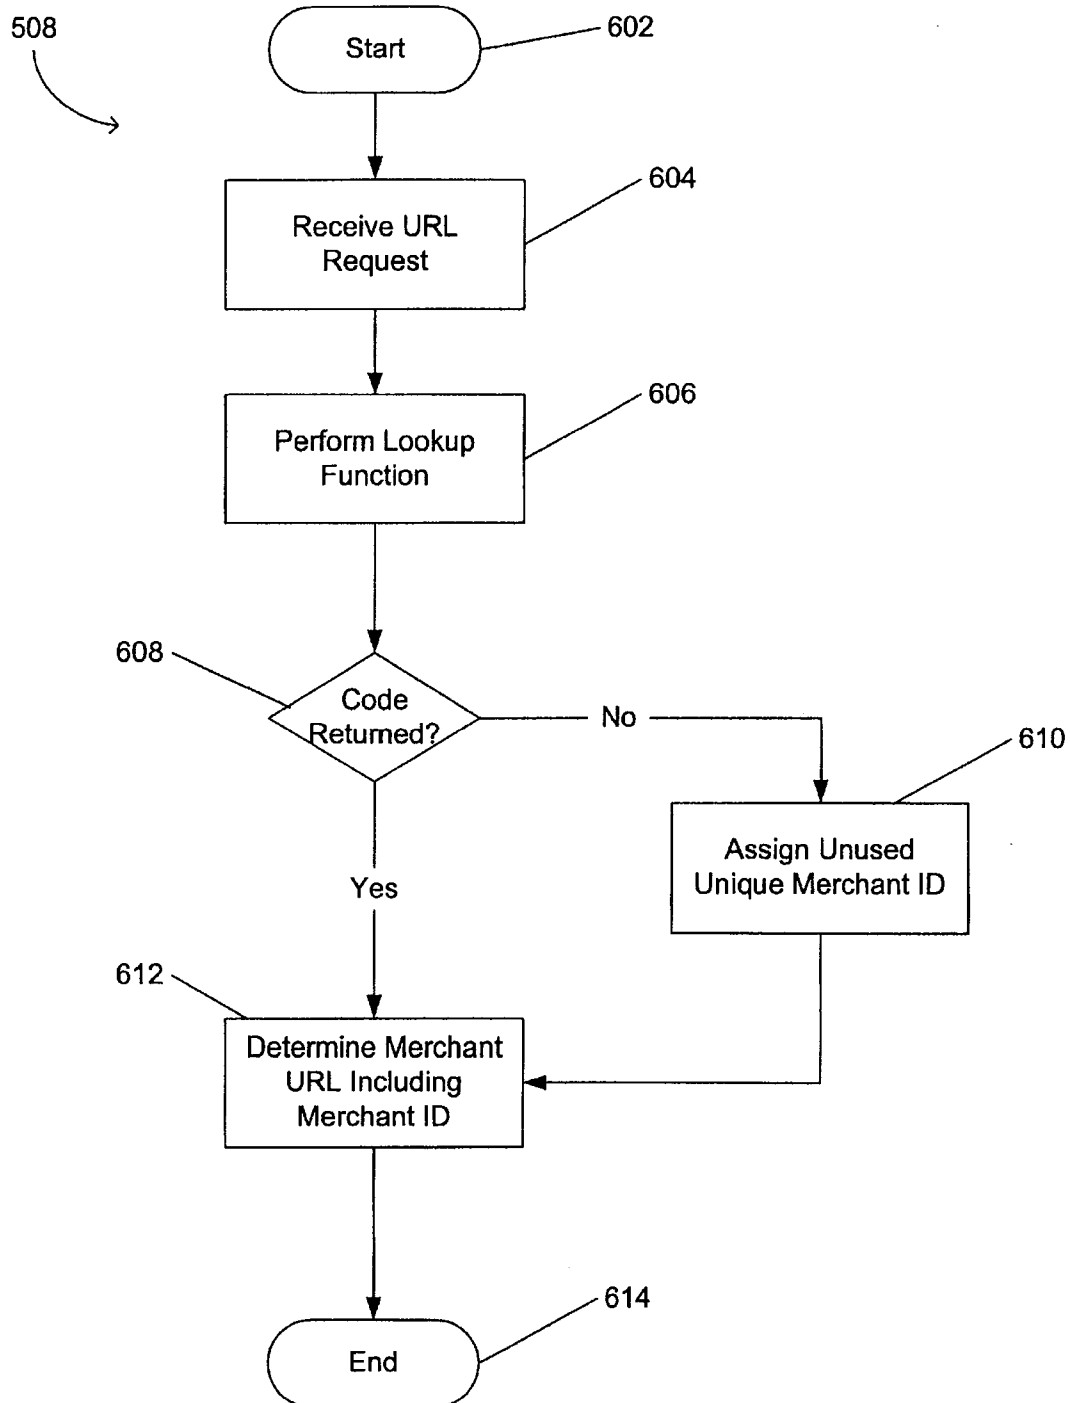 508
Start
602
Receive URL
Request
604
Perform Lookup
Function
606
608
Code
Returned?
No
610
Assign Unused
Unique Merchant ID
Yes
612
Determine Merchant
URL Including
Merchant ID
614
End